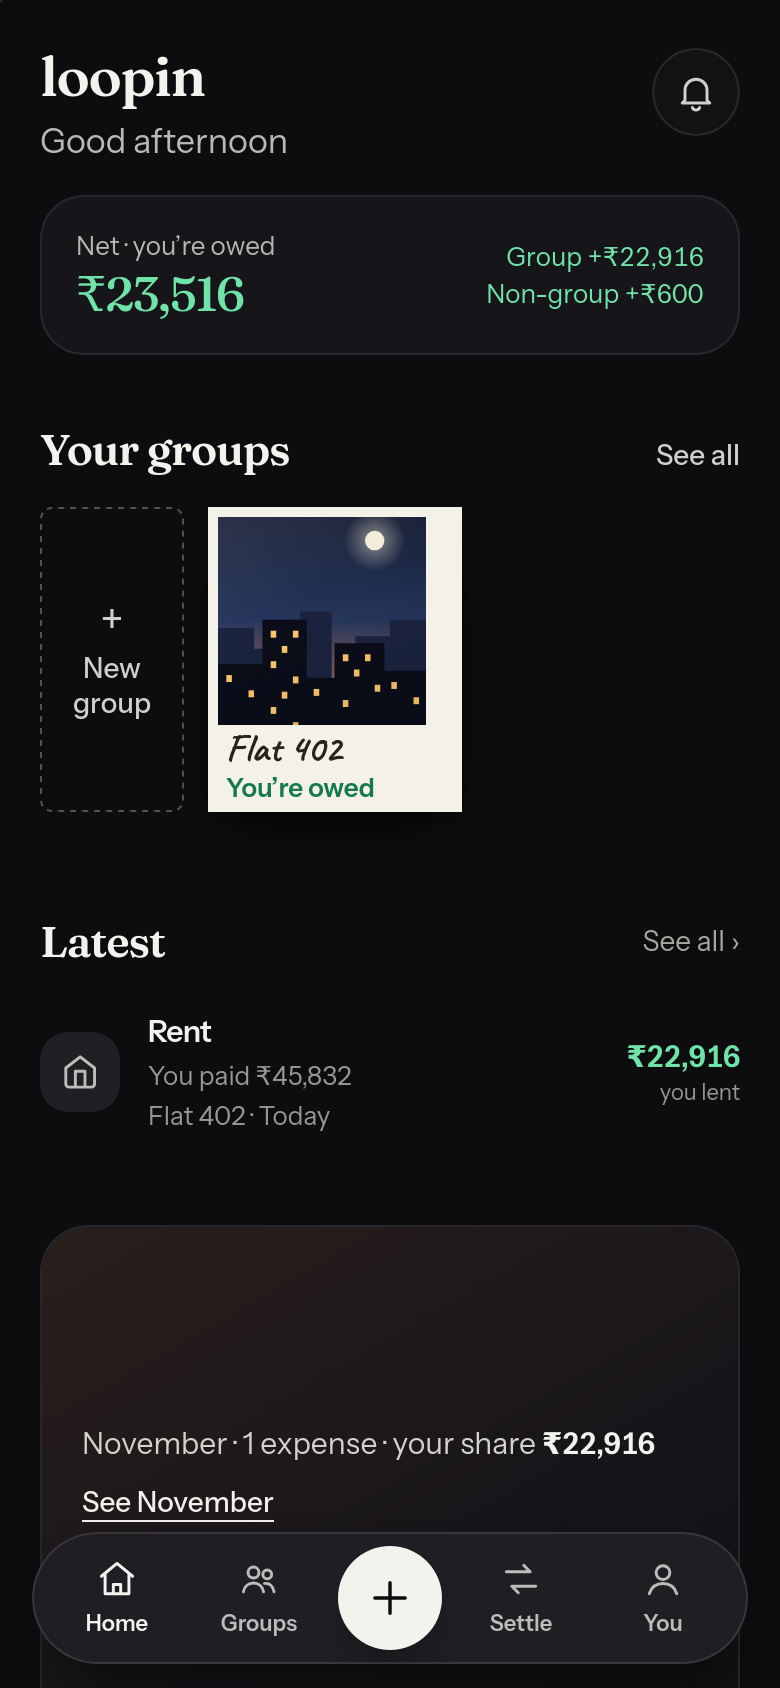 loopin
Good afternoon
Net · you’re owed
₹23,516
Group +₹22,916
Non-group +₹600
Your groups
See all
+
New
group
Flat 402
You’re owed
Latest
See all ›
Rent
You paid ₹45,832
Flat 402 · Today
₹22,916
you lent
November · 1 expense · your share ₹22,916
See November
Home
Groups
Settle
You